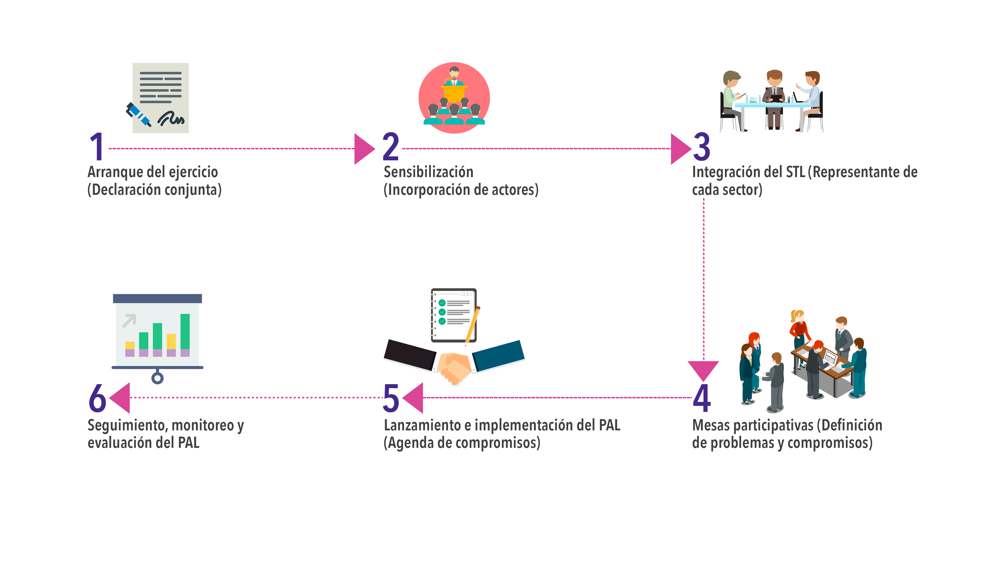 1
Arranque del ejercicio
(Declaración conjunta)
2
Sensibilización
(Incorporación de actores)
3
Integración del STL (Representante de
cada sector)
4
Mesas participativas (Definición
de problemas y compromisos)
5
Lanzamiento e implementación del PAL
(Agenda de compromisos)
6
Seguimiento, monitoreo y
evaluación del PAL